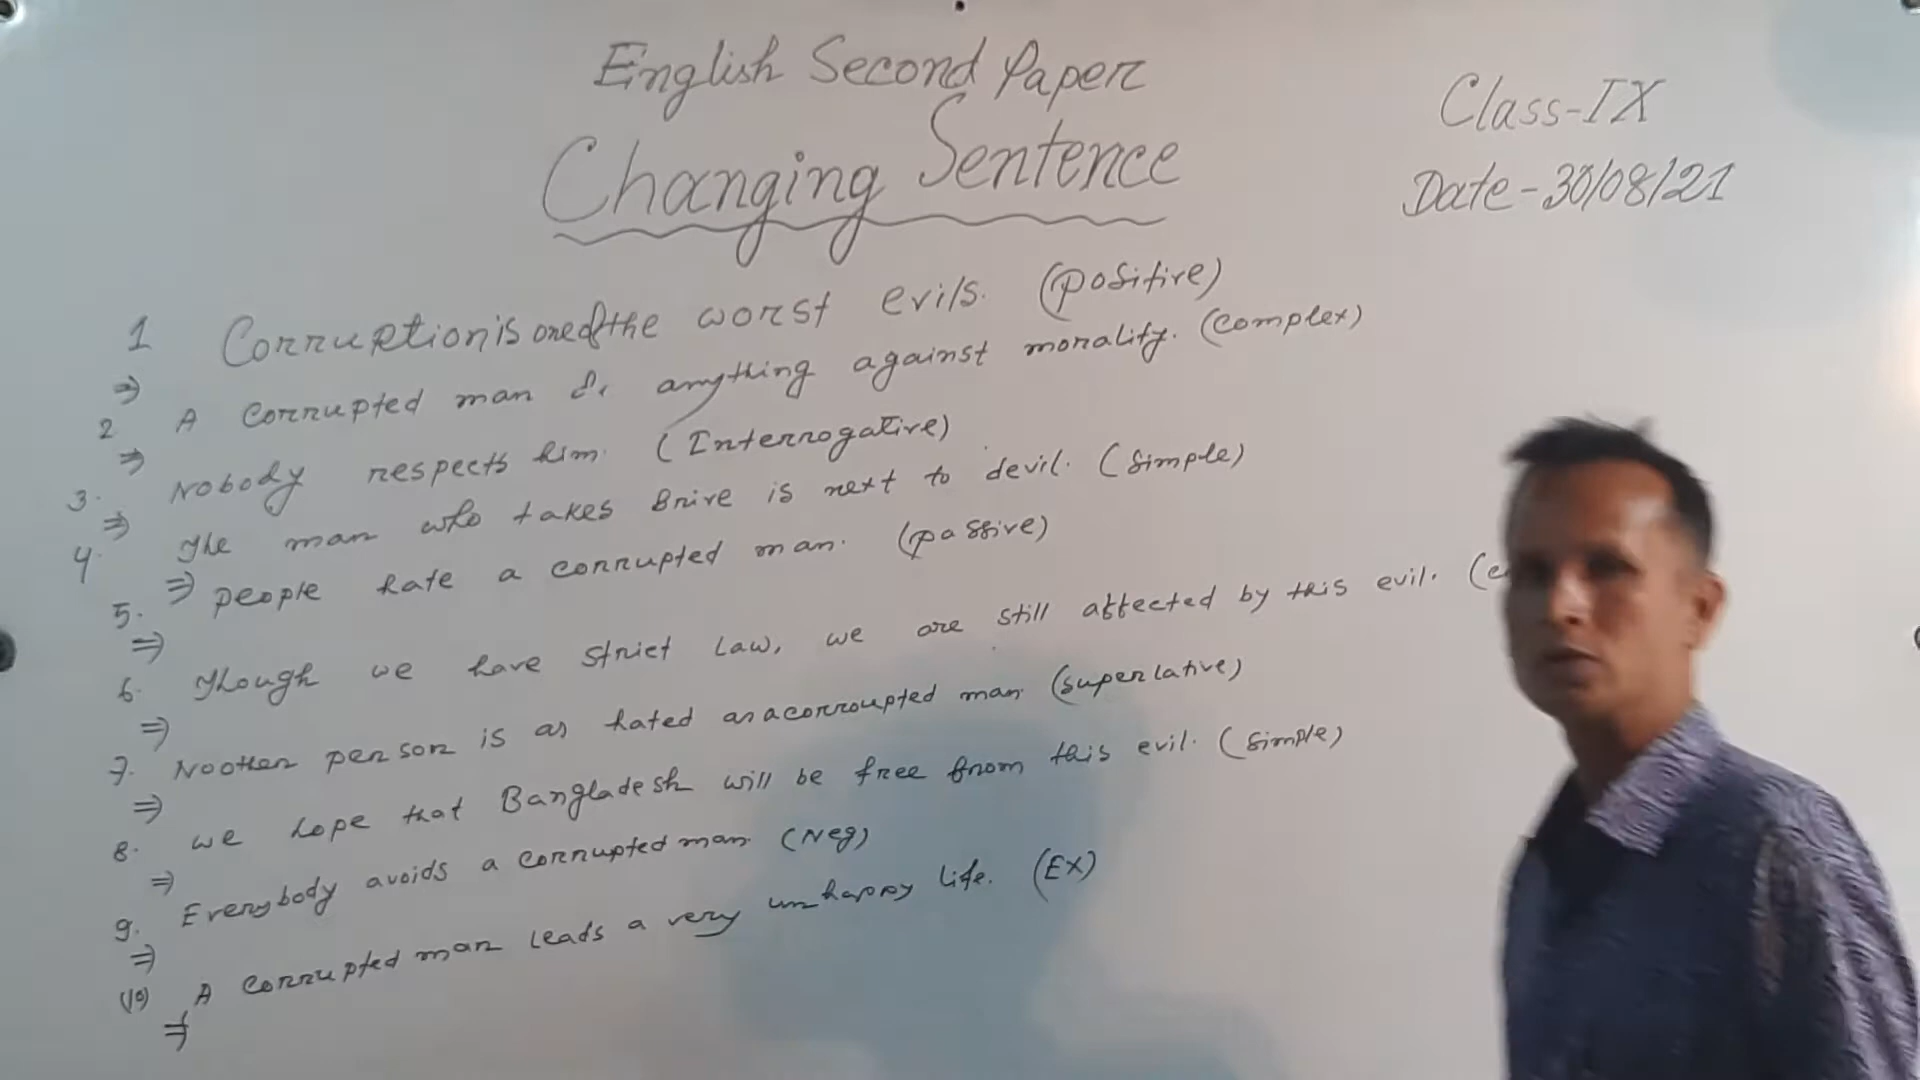 English Second Paper
Changing Sentence
Class-IX
Date-30/08/21
1 Corruption is one of the worst evils. (positive)
⇒
2 A corrupted man anything against morality. (complex)
⇒
3. Nobody respects him. (Interrogative)
⇒
4. The man who takes Brive is next to devil. (simple)
⇒ people hate a corrupted man. (passive)
5.
⇒
6. Though we have strict Law, we are still affected by this evil. (c
⇒
7. No other person is as hated as a corroupted man (superlative)
⇒
8. we hope that Bangladesh will be free from this evil. (simple)
⇒
9. Everybody avoids a corrupted man. (Neg)
⇒
(10) A corrupted man leads a very unhappy life. (EX)
⇒